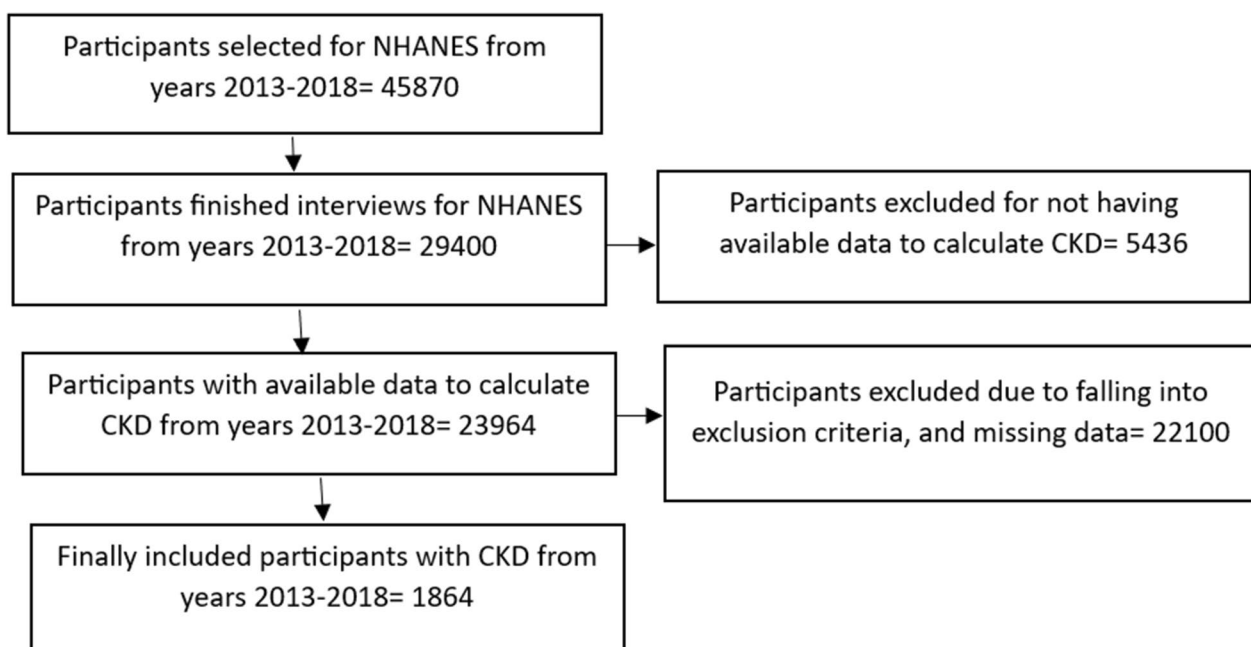 Participants selected for NHANES from
years 2013-2018= 45870
Participants finished interviews for NHANES
from years 2013-2018= 29400
Participants excluded for not having
available data to calculate CKD= 5436
Participants with available data to calculate
CKD from years 2013-2018= 23964
Participants excluded due to falling into
exclusion criteria, and missing data= 22100
Finally included participants with CKD from
years 2013-2018= 1864